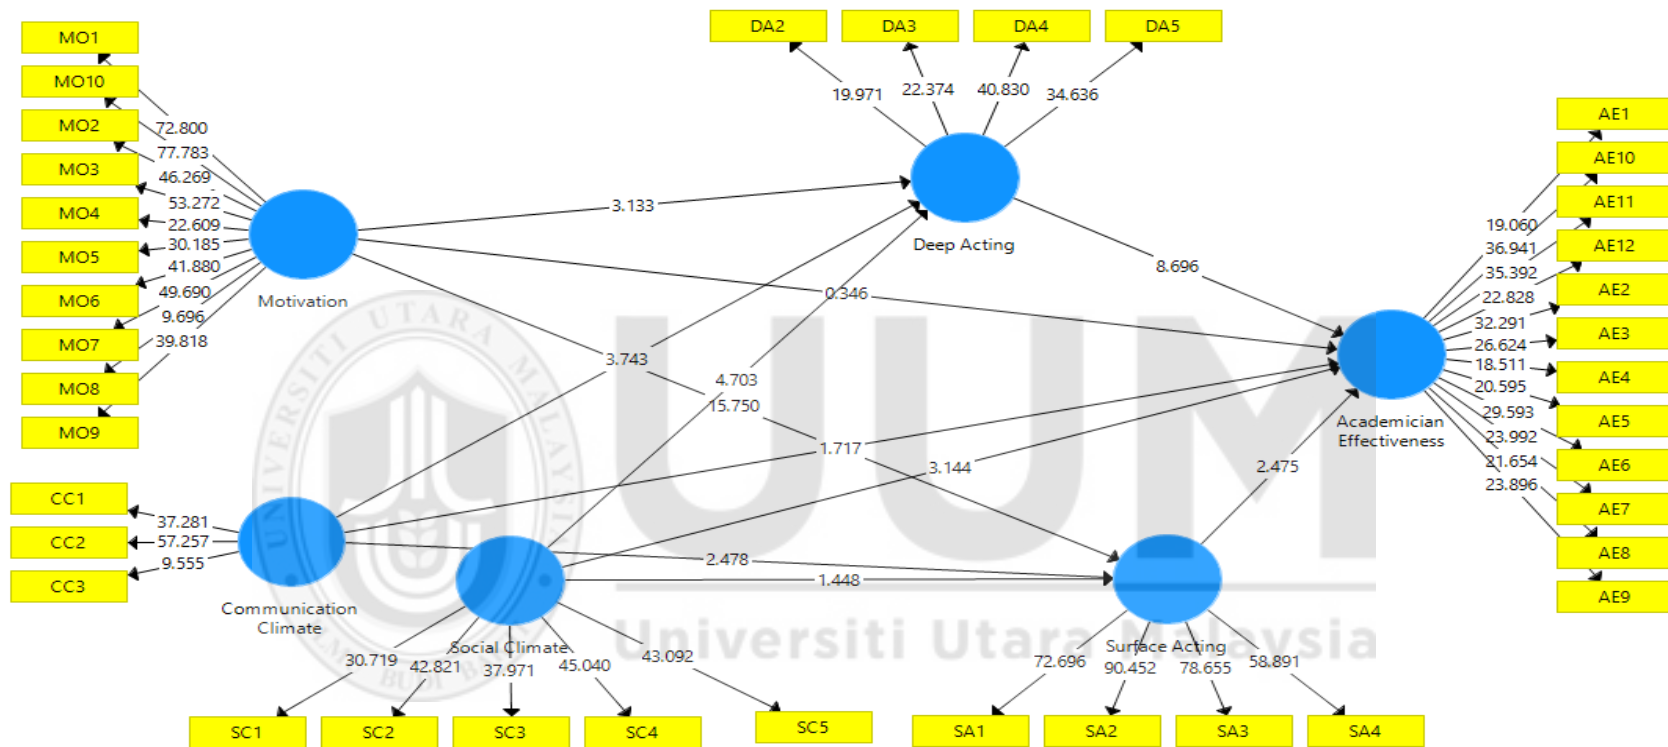 MO1
MO10
MO2
MO3
MO4
MO5
MO6
MO7
MO8
MO9
72.800
77.783
46.269
53.272
22.609
30.185
41.880
49.690
9.696
39.818
Motivation
DA2
DA3
DA4
DA5
19.971
22.374
40.830
34.636
Deep Acting
3.133
8.696
0.346
3.743
4.703
15.750
1.717
3.144
2.475
2.478
1.448
AE1
AE10
AE11
AE12
AE2
AE3
AE4
AE5
AE6
AE7
AE8
AE9
19.060
36.941
35.392
22.828
32.291
26.624
18.511
20.595
29.593
23.992
21.654
23.896
Academician
Effectiveness
CC1
CC2
CC3
37.281
57.257
9.555
Communication
Climate
Social Climate
30.719
42.821
37.971
45.040
43.092
SC1
SC2
SC3
SC4
SC5
Surface Acting
72.696
90.452
78.655
58.891
SA1
SA2
SA3
SA4
UUM
Universiti Utara Malaysia
UNIVERSITI UTARA MALAYSIA